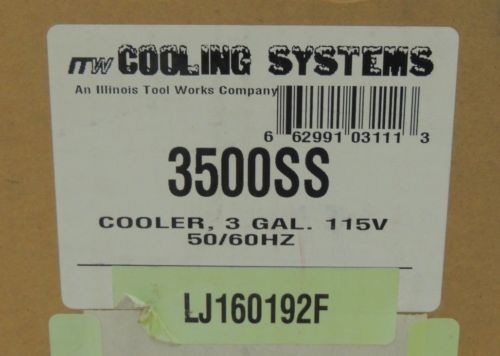 ITW COOLING SYSTEMS
An Illinois Tool Works Company
6 62991 03111 3
3500SS
COOLER, 3 GAL. 115V
50/60HZ
LJ160192F